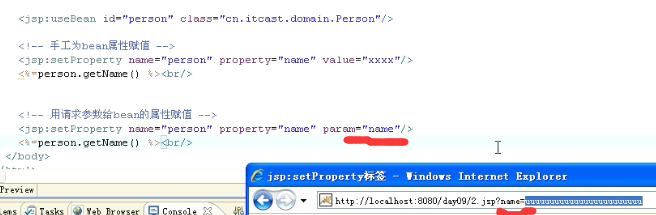 <jsp:useBean id="person" class="cn.itcast.domain.Person"/>
<!-- 手工为bean属性赋值 -->
<jsp:setProperty name="person" property="name" value="xxxx"/>
<%=person.getName() %><br/>
<!-- 用请求参数给bean的属性赋值 -->
<jsp:setProperty name="person" property="name" param="name"/>
<%=person.getName() %><br/>
</body>
jsp:setProperty标签 - Windows Internet Explorer
Preview
http://localhost:8080/day09/2.jsp?name=
Tasks Web Browser Console